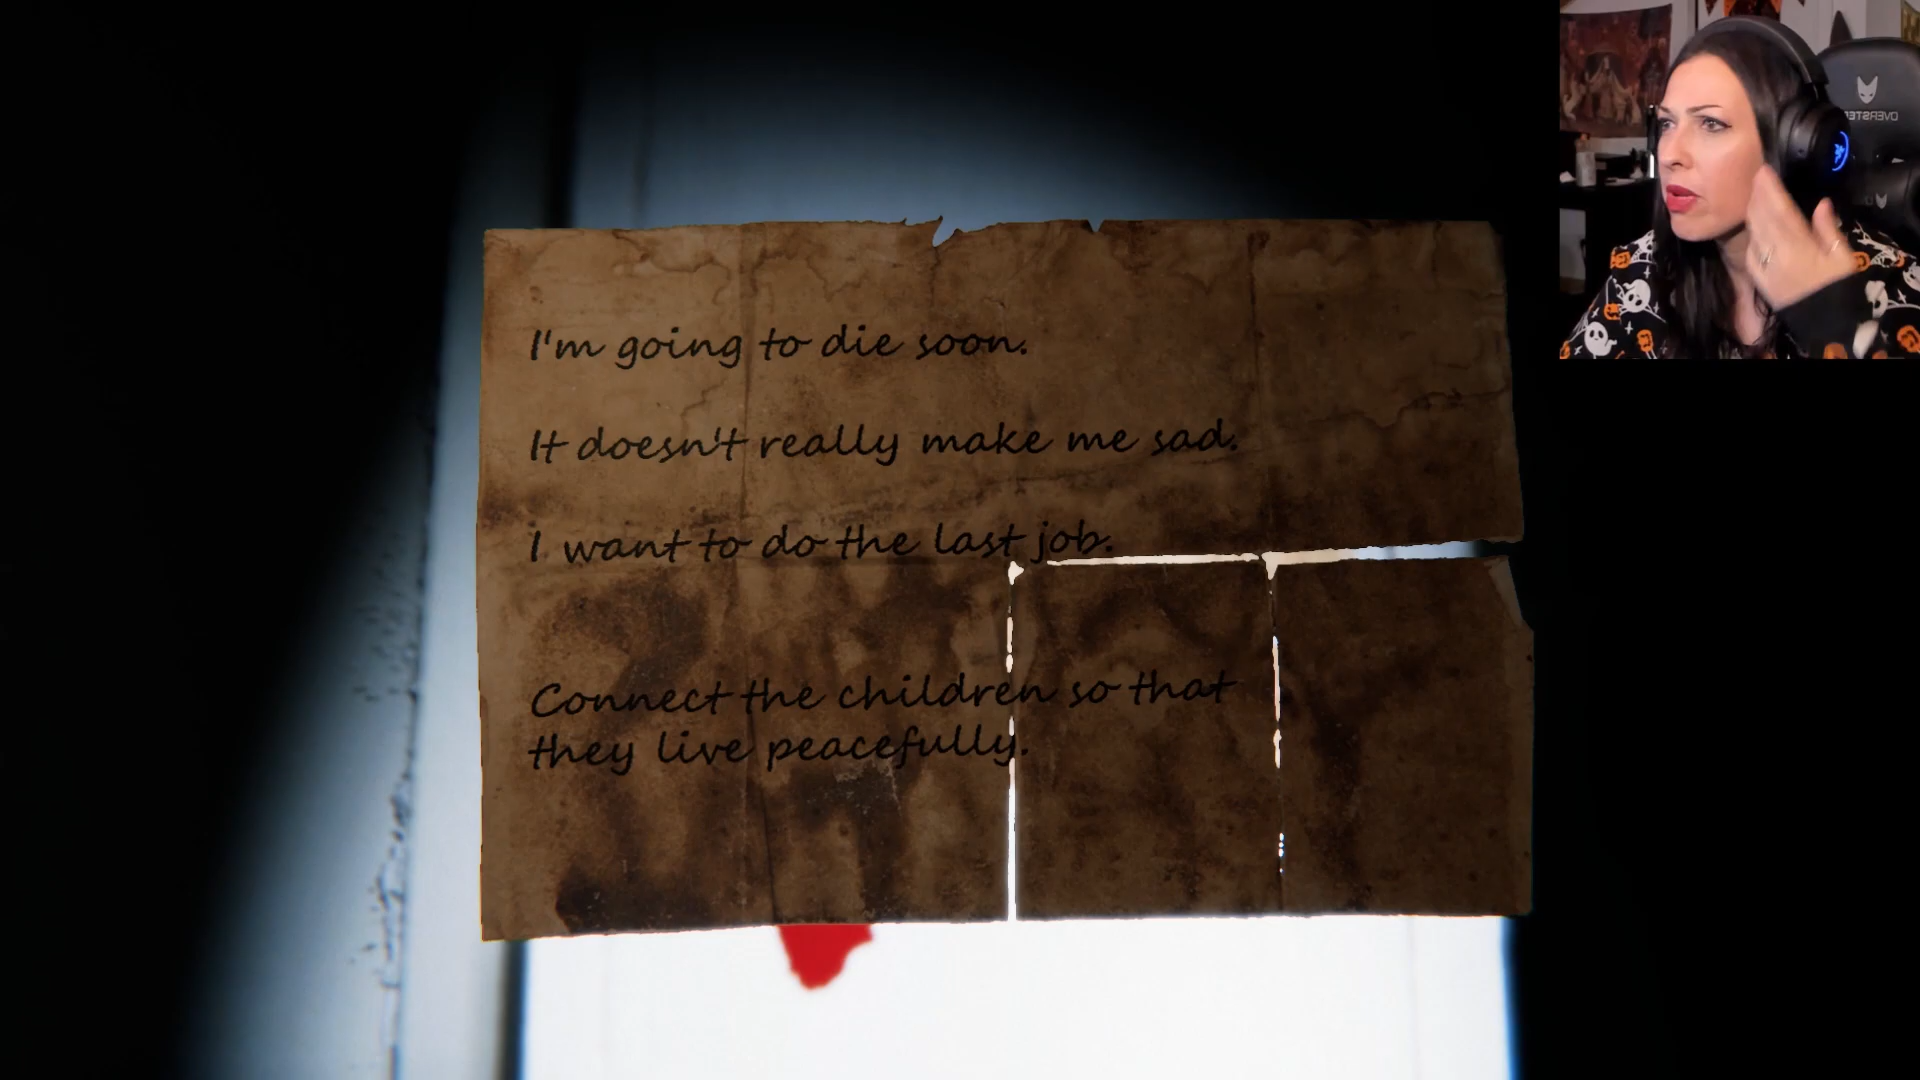 I'm going to die soon.
It doesn't really make me sad.
I want to do the last job.
Connect the children so that
they live peacefully.